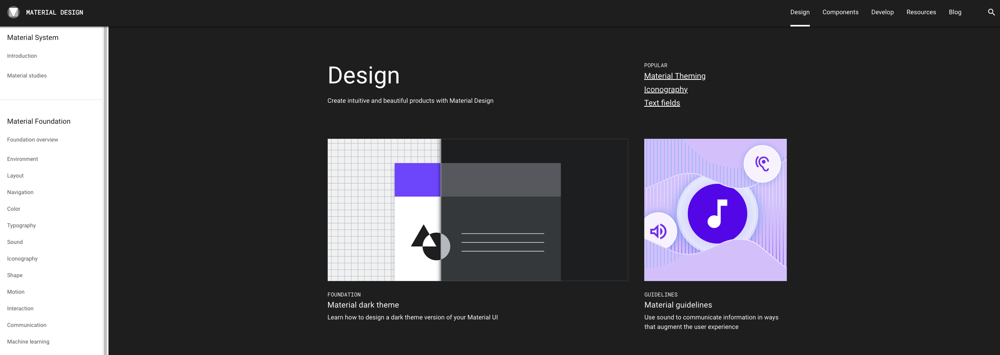 MATERIAL DESIGN
Design
Components
Develop
Resources
Blog
Material System
Introduction
Material studies
Material Foundation
Foundation overview
Environment
Layout
Navigation
Color
Typography
Sound
Iconography
Shape
Motion
Interaction
Communication
Machine learning
Design
Create intuitive and beautiful products with Material Design
POPULAR
Material Theming
Iconography
Text fields
FOUNDATION
Material dark theme
Learn how to design a dark theme version of your Material UI
GUIDELINES
Material guidelines
Use sound to communicate information in ways
that augment the user experience